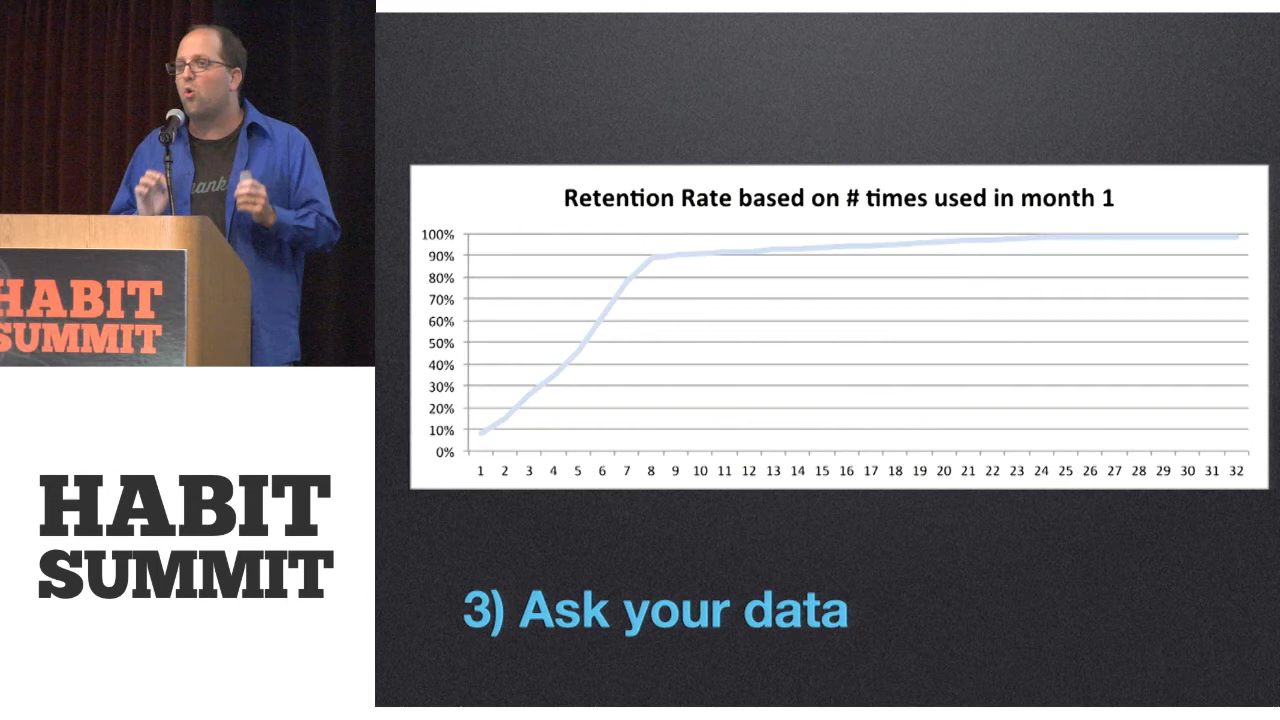 HABIT
SUMMIT
HABIT
SUMMIT
Retention Rate based on # times used in month 1
100%
90%
80%
70%
60%
50%
40%
30%
20%
10%
0%
1 2 3 4 5 6 7 8 9 10 11 12 13 14 15 16 17 18 19 20 21 22 23 24 25 26 27 28 29 30 31 32
3) Ask your data